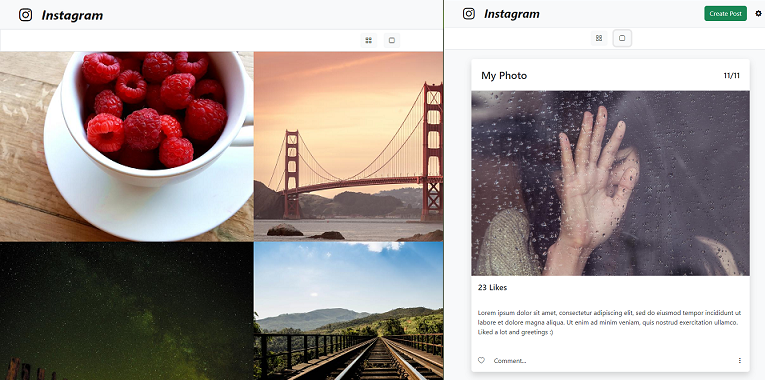 Instagram
Instagram
Create Post
My Photo
11/11
23 Likes
Lorem ipsum dolor sit amet, consectetur adipiscing elit, sed do eiusmod tempor incididunt ut
labore et dolore magna aliqua. Ut enim ad minim veniam, quis nostrud exercitation ullamco.
Liked a lot and greetings :)
Comment...